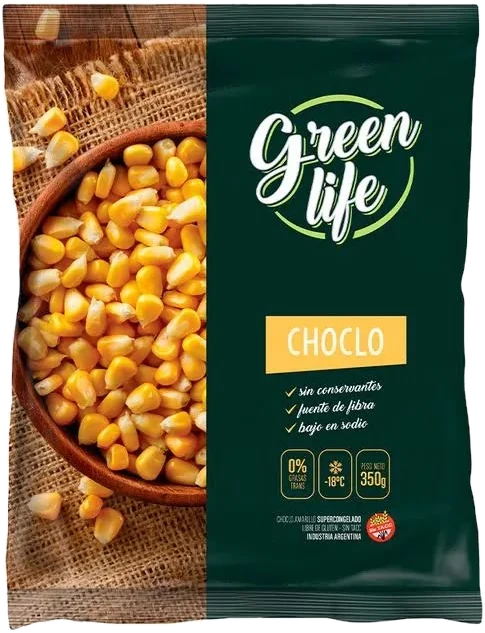 Green
life
CHOCLO
sin conservantes
fuente de fibra
bajo en sodio
0%
GRASAS
TRANS
-18°C
PESO NETO
350g
CHOCLO AMARILLO SUPERCONGELADO
LIBRE DE GLUTEN - SIN TACC
INDUSTRIA ARGENTINA
SIN T.A.C.C.